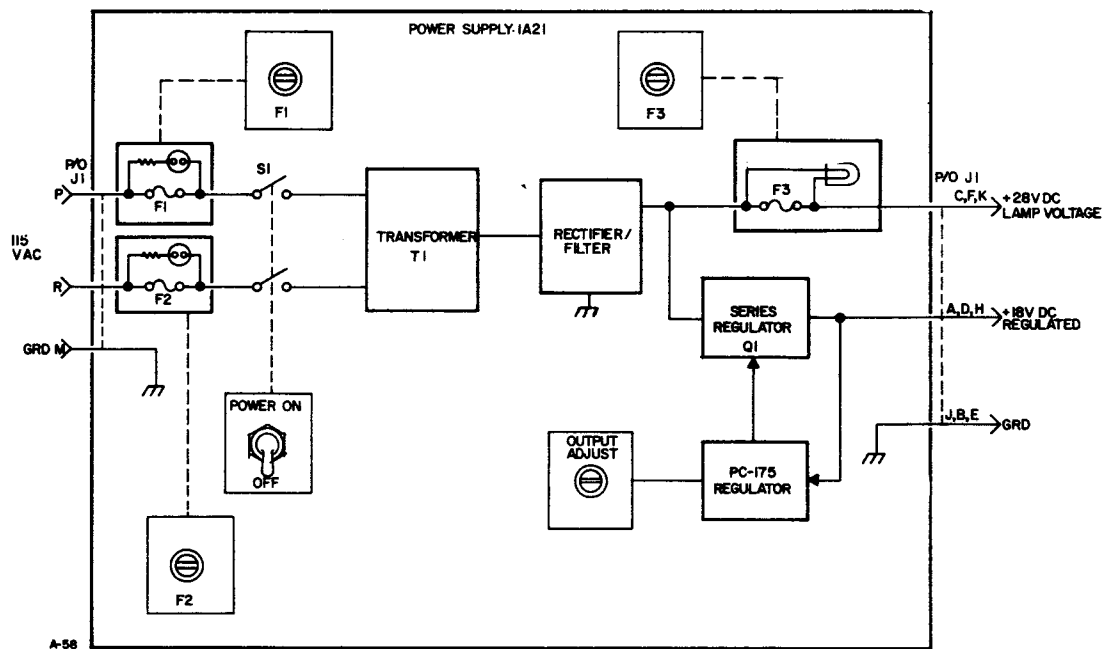 POWER SUPPLY 1A21
F1
F3
P/O
J1
P
F1
S1
115
VAC
R
F2
GRD M
TRANSFORMER
T1
RECTIFIER/
FILTER
F3
P/O J1
C,F,K
+28V DC
LAMP VOLTAGE
SERIES
REGULATOR
Q1
A,D,H
+18V DC
REGULATED
POWER ON
OFF
OUTPUT
ADJUST
PC-175
REGULATOR
J,B,E
GRD
F2
A-58